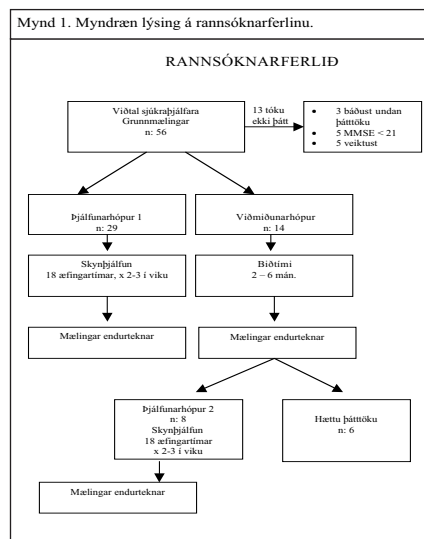 Mynd 1. Myndræn lýsing á rannsóknarferlinu.
RANNSÓKNARFERLIÐ
Viðtal sjúkraþjálfara
Grunnmælingar
n: 56
13 tóku
ekki þátt
• 3 báðust undan
þátttöku
• 5 MMSE < 21
• 5 veiktust
Þjálfunarhópur 1
n: 29
Viðmiðunarhópur
n: 14
Skynþjálfun
18 æfingartímar, x 2-3 í viku
Biðtími
2 – 6 mán.
Mælingar endurteknar
Mælingar endurteknar
Þjálfunarhópur 2
n: 8
Skynþjálfun
18 æfingartímar
x 2-3 í viku
Hættu þátttöku
n: 6
Mælingar endurteknar